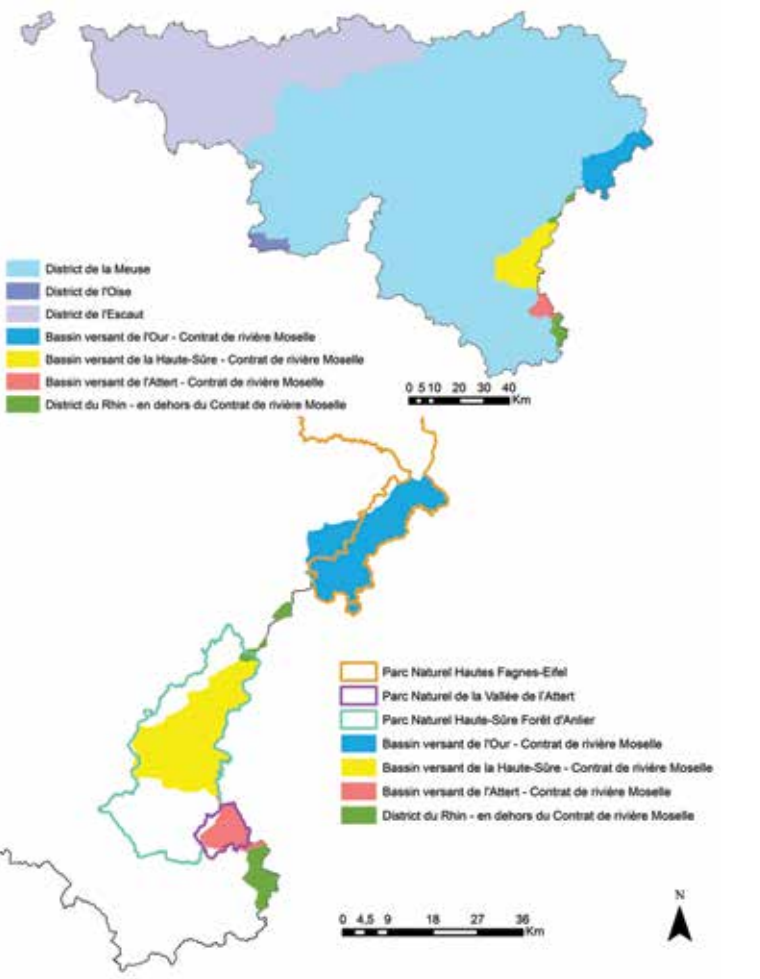 District de la Meuse
District de l'Oise
District de l'Escaut
Bassin versant de l'Our - Contrat de rivière Moselle
Bassin versant de la Haute-Sûre - Contrat de rivière Moselle
Bassin versant de l'Attert - Contrat de rivière Moselle
District du Rhin - en dehors du Contrat de rivière Moselle
0 5 10 20 30 40
Km
Parc Naturel Hautes Fagnes-Eifel
Parc Naturel de la Vallée de l'Attert
Parc Naturel Haute-Sûre Forêt d'Anlier
Bassin versant de l'Our - Contrat de rivière Moselle
Bassin versant de la Haute-Sûre - Contrat de rivière Moselle
Bassin versant de l'Attert - Contrat de rivière Moselle
District du Rhin - en dehors du Contrat de rivière Moselle
N
0 4,5 9 18 27 36
Km